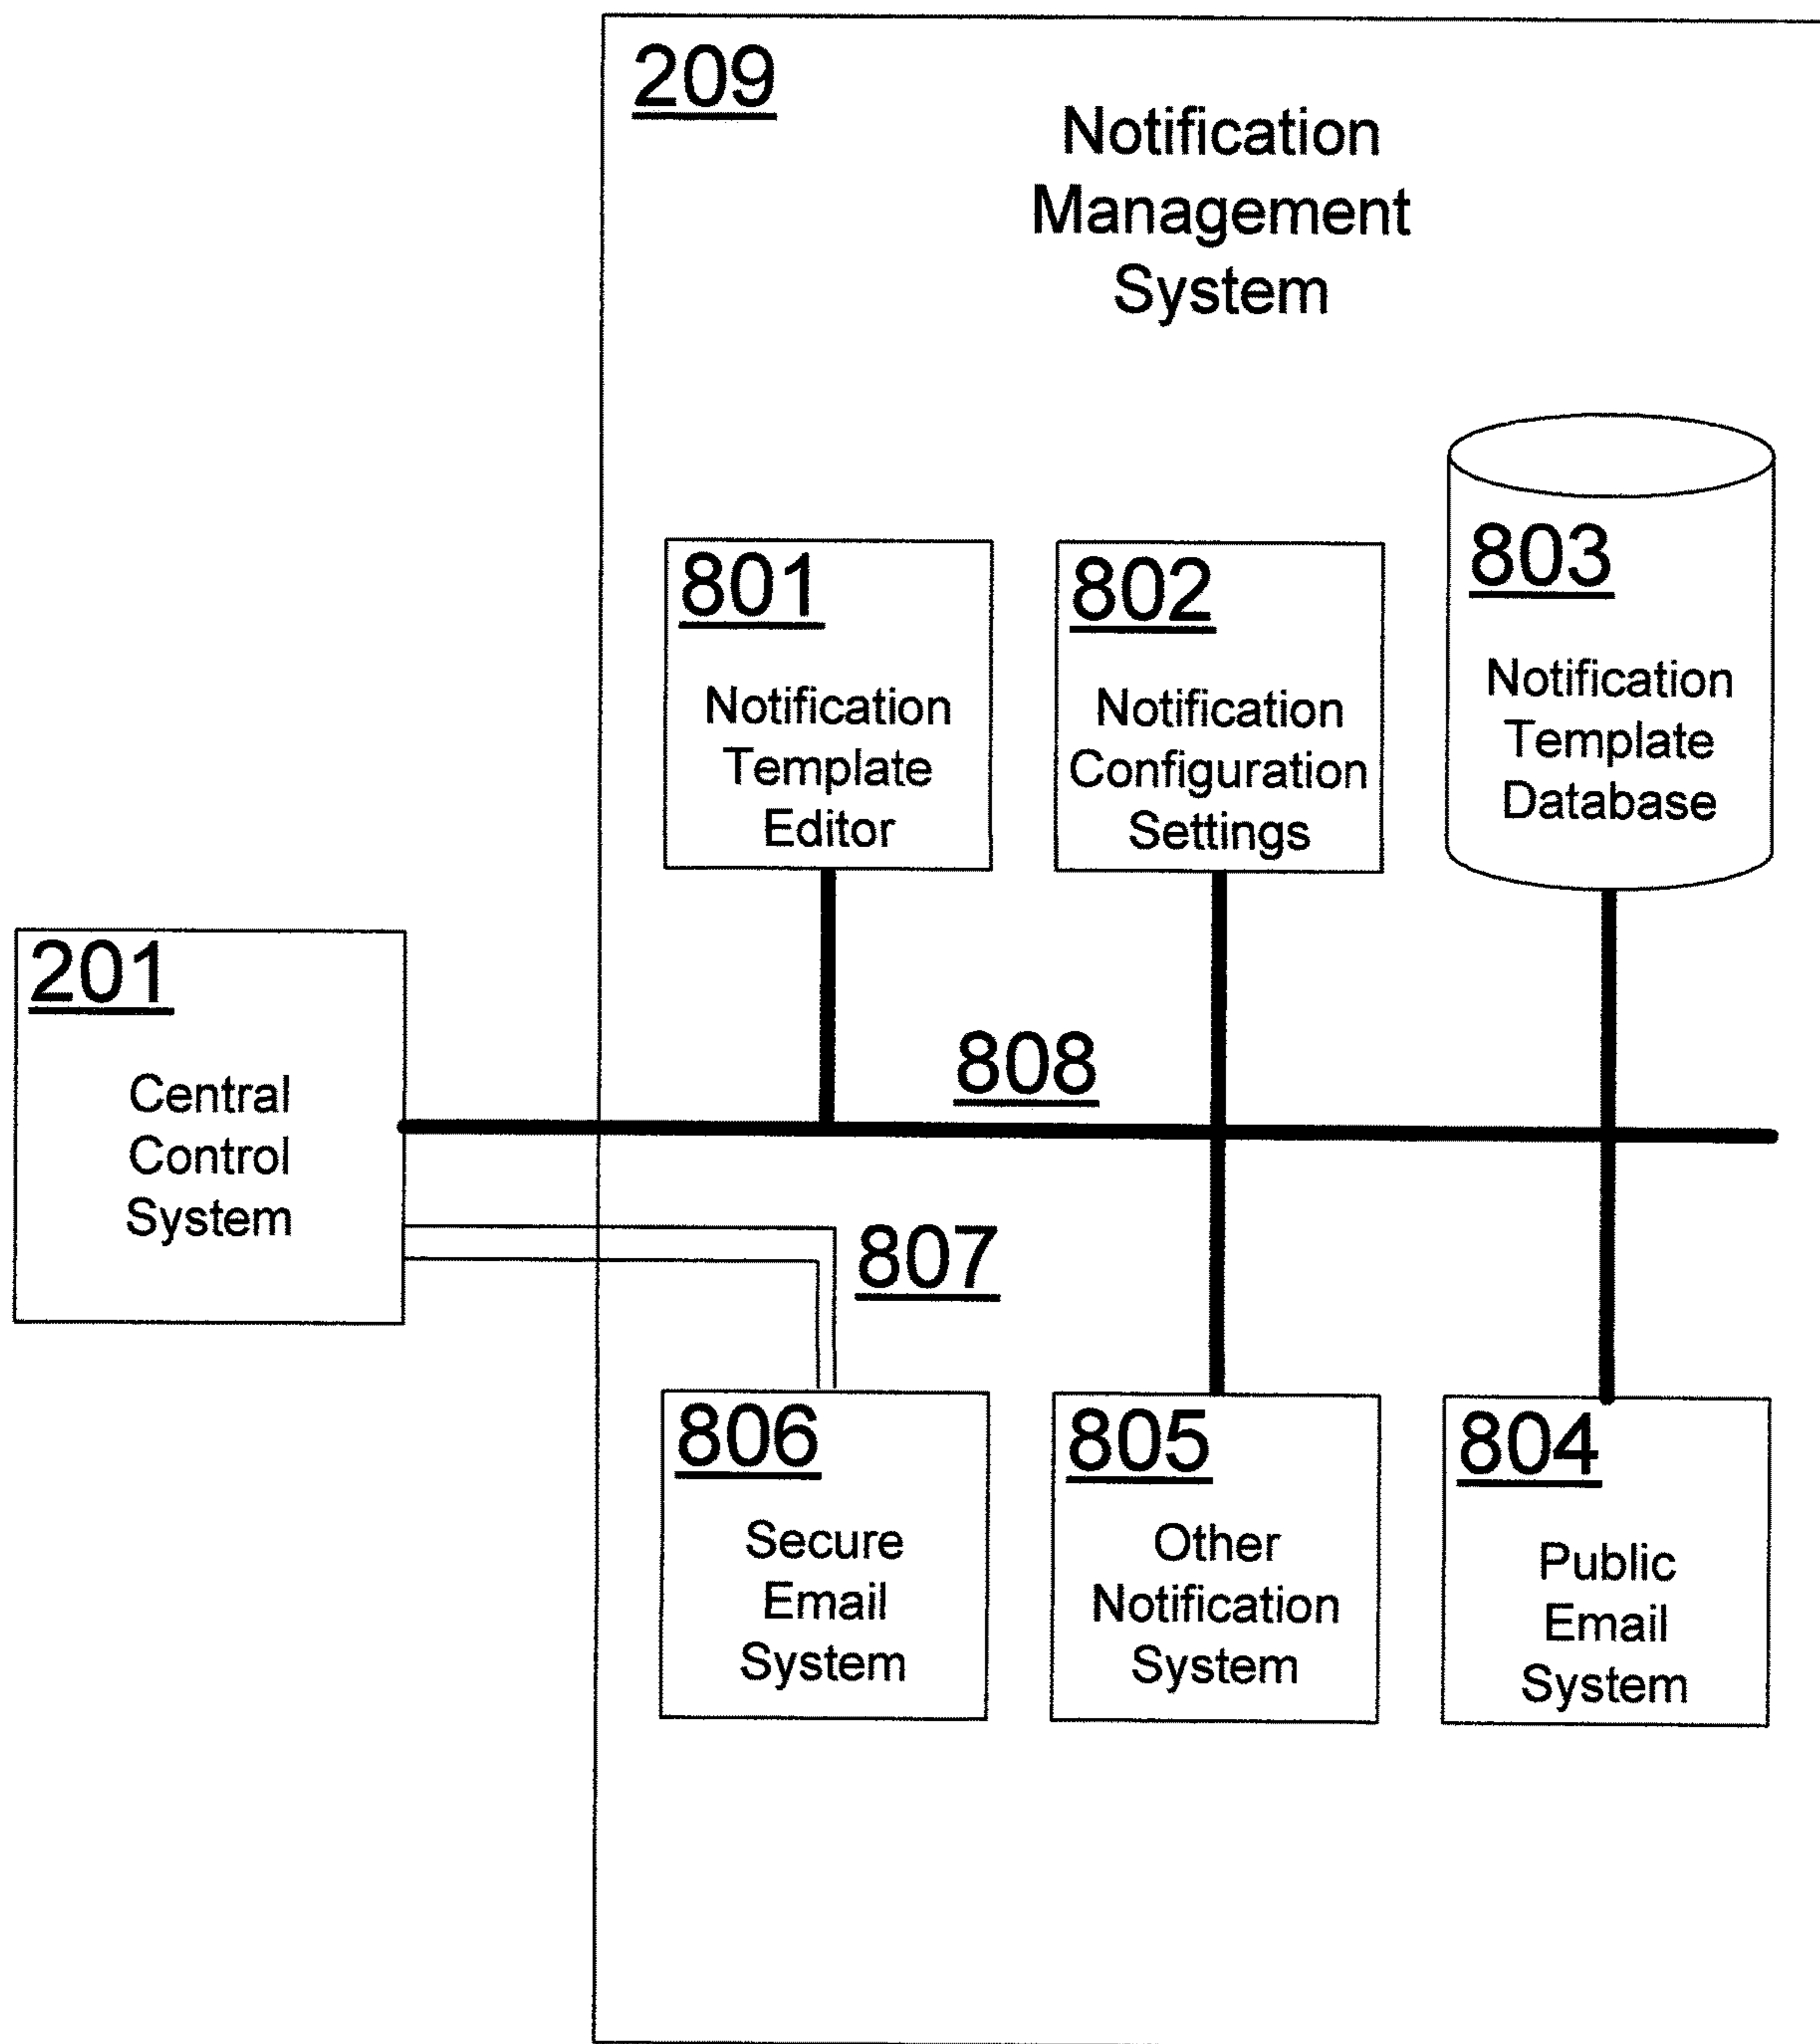 209
Notification
Management
System
801
Notification
Template
Editor
802
Notification
Configuration
Settings
803
Notification
Template
Database
201
Central
Control
System
808
807
806
Secure
Email
System
805
Other
Notification
System
804
Public
Email
System